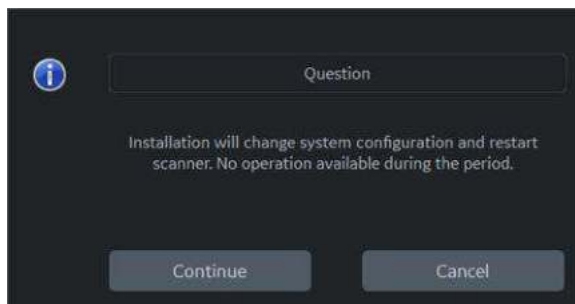 Question
Installation will change system configuration and restart
scanner. No operation available during the period.
Continue
Cancel